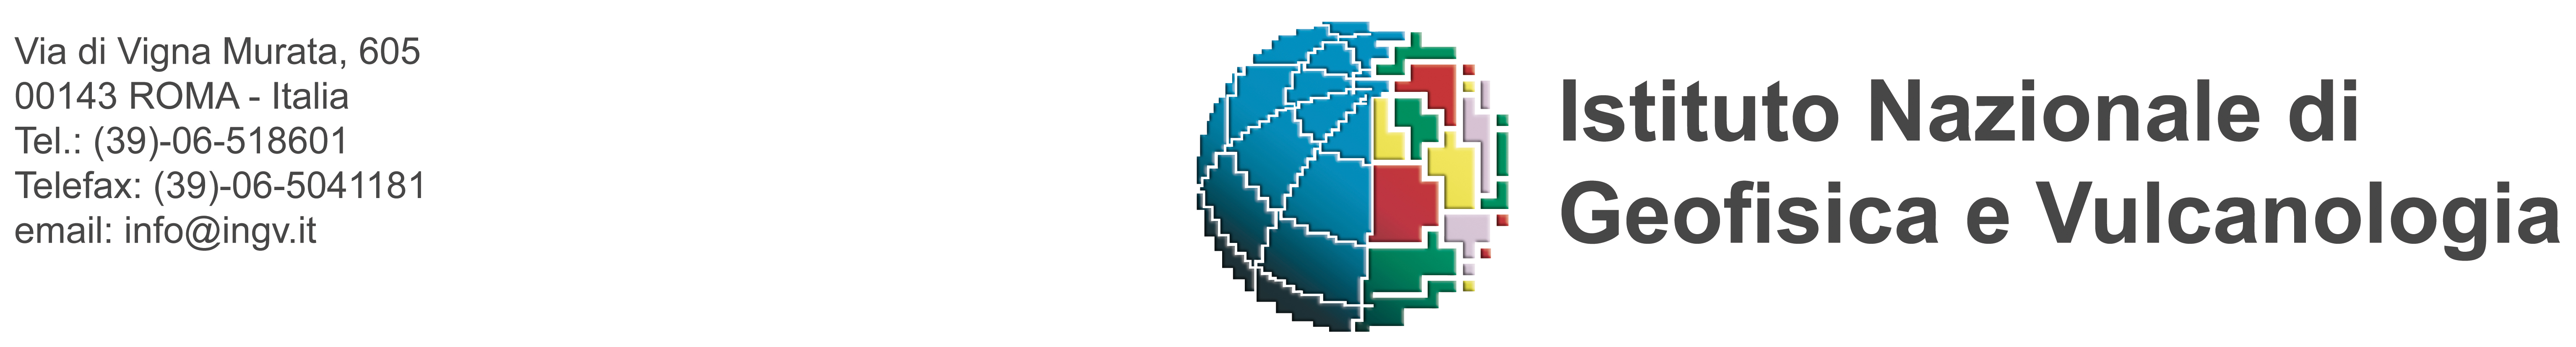 Via di Vigna Murata, 605
00143 ROMA - Italia
Tel.: (39)-06-518601
Telefax: (39)-06-5041181
email: info@ingv.it
Istituto Nazionale di
Geofisica e Vulcanologia